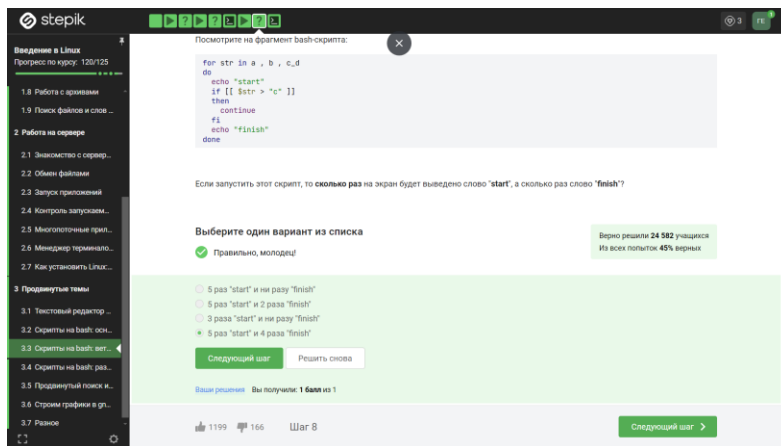 stepik
3
ГЕ
Введение в Linux
Прогресс по курсу: 120/125
1.8 Работа с архивами
1.9 Поиск файлов и слов ...
2 Работа на сервере
2.1 Знакомство с сервер...
2.2 Обмен файлами
2.3 Запуск приложений
2.4 Контроль запускаем...
2.5 Многопоточные прил...
2.6 Менеджер терминало...
2.7 Как установить Linux:...
3 Продвинутые темы
3.1 Текстовый редактор ...
3.2 Скрипты на bash: осн...
3.3 Скрипты на bash: вет...
3.4 Скрипты на bash: раз...
3.5 Продвинутый поиск и...
3.6 Строим графики в gn...
3.7 Разное
Посмотрите на фрагмент bash-скрипта:
for str in a , b , c_d
do
echo "start"
if [[ $str > "c" ]]
then
continue
fi
echo "finish"
done
Если запустить этот скрипт, то сколько раз на экран будет выведено слово "start", а сколько раз слово "finish"?
Выберите один вариант из списка
Правильно, молодец!
Верно решили 24 582 учащихся
Из всех попыток 45% верных
5 раз "start" и ни разу "finish"
5 раз "start" и 2 раза "finish"
3 раза "start" и ни разу "finish"
5 раз "start" и 4 раза "finish"
Следующий шаг
Решить снова
Ваши решения Вы получили: 1 балл из 1
1199 166 Шаг 8
Следующий шаг